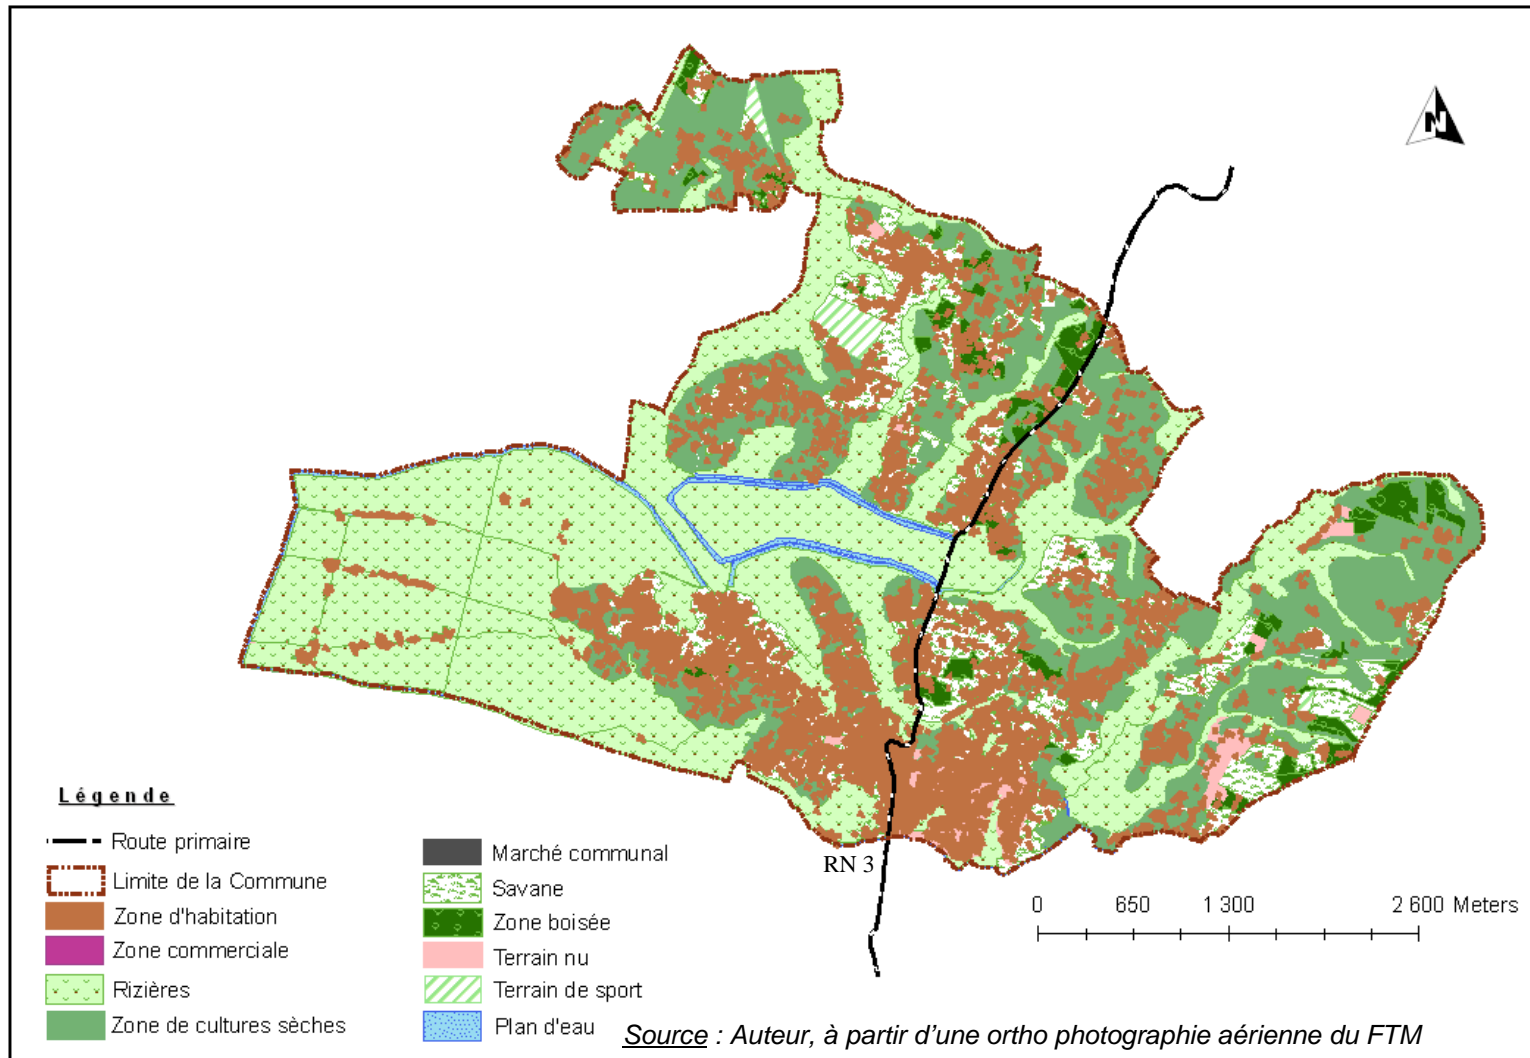 N
RN 3
0 650 1 300 2 600 Meters
Légende
Route primaire
Limite de la Commune
Zone d'habitation
Zone commerciale
Rizières
Zone de cultures sèches
Marché communal
Savane
Zone boisée
Terrain nu
Terrain de sport
Plan d'eau
Source : Auteur, à partir d’une ortho photographie aérienne du FTM